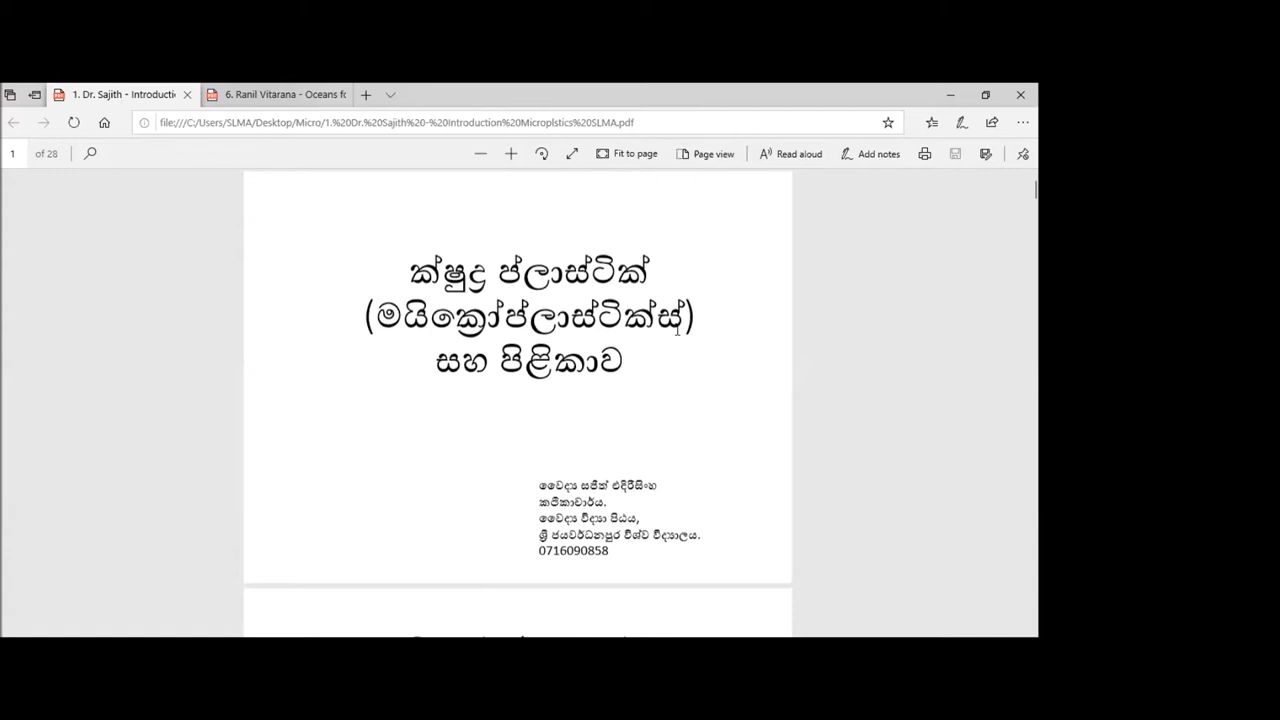 1. Dr. Sajith - Introducti
6. Ranil Vitarana - Oceans fo
file:///C:/Users/SLMA/Desktop/Micro/1.%20Dr.%20Sajith%20-%20Introduction%20Microplstics%20SLMA.pdf
1 of 28
Fit to page
Page view
Read aloud
Add notes
ක්ෂුද්‍ර ප්ලාස්ටික්
(මයික්‍රෝප්ලාස්ටික්ස්)
සහ පිළිකාව
වෛද්‍ය සජිත් එදිරිසිංහ
කථිකාචාර්ය.
වෛද්‍ය විද්‍යා පීඨය,
ශ්‍රී ජයවර්ධනපුර විශ්ව විද්‍යාලය.
0716090858